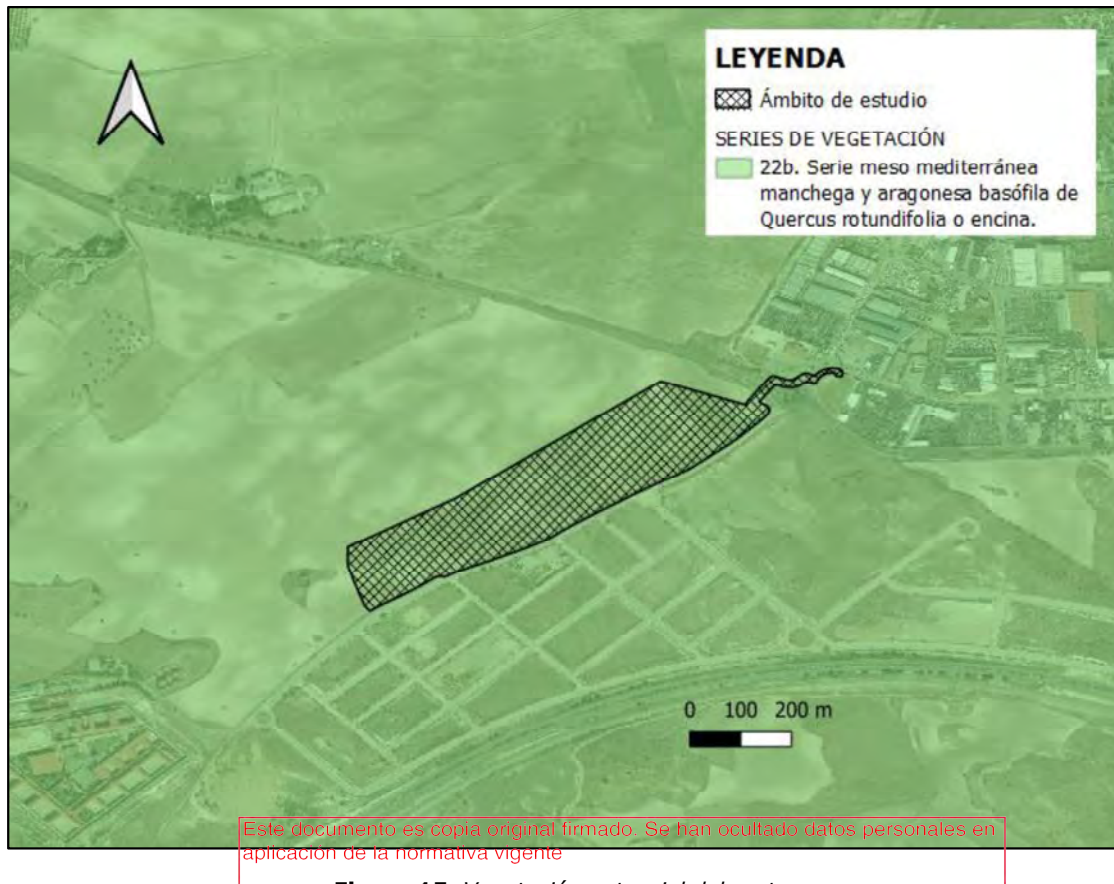 LEYENDA
Ámbito de estudio
SERIES DE VEGETACIÓN
22b. Serie meso mediterránea
manchega y aragonesa basófila de
Quercus rotundifolia o encina.
0 100 200 m
Este documento es copia original firmado. Se han ocultado datos personales en
aplicación de la normativa vigente